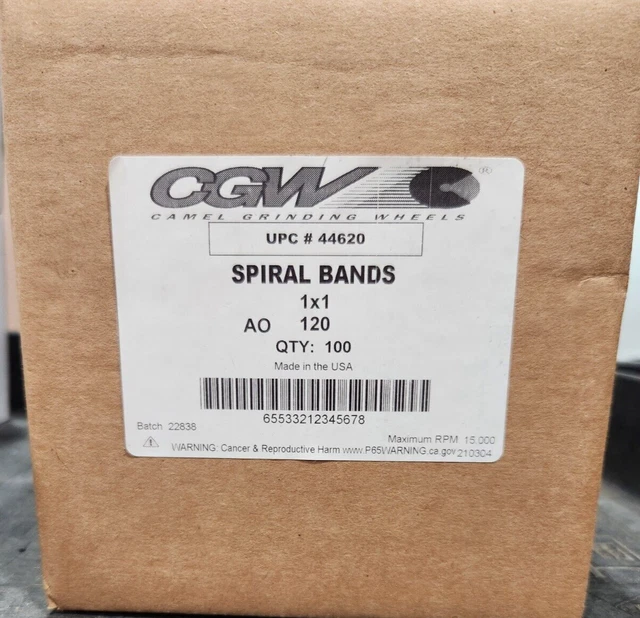 CGW ®
CAMEL GRINDING WHEELS
UPC # 44620
SPIRAL BANDS
1x1
AO 120
QTY: 100
Made in the USA
65533212345678
Batch 22838
Maximum RPM 15,000
WARNING: Cancer & Reproductive Harm www.P65WARNING.ca.gov 210304